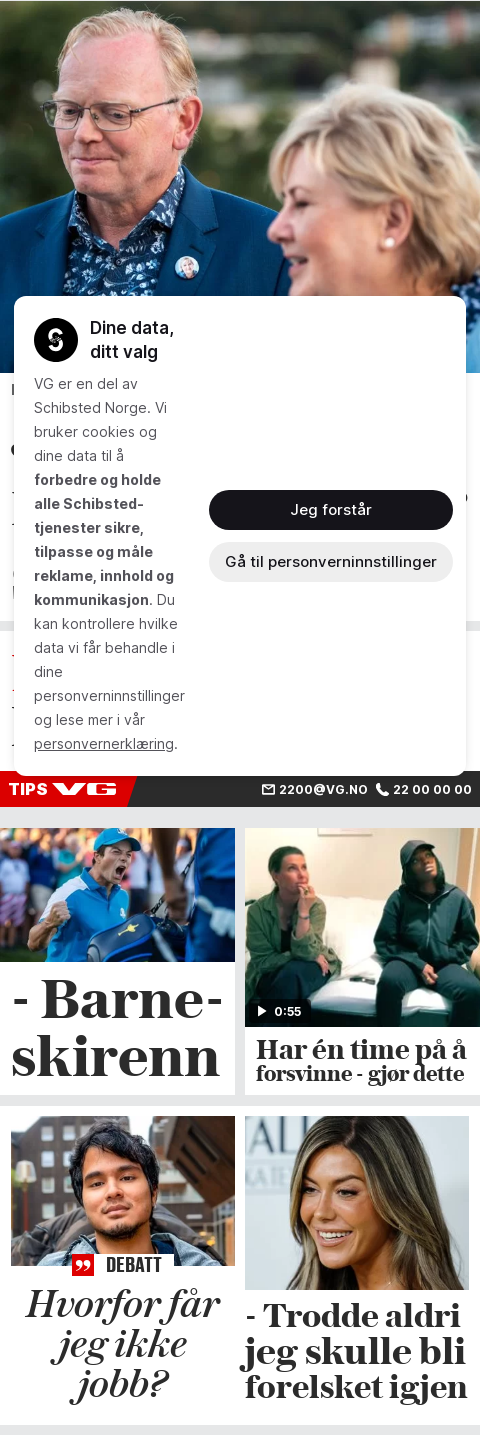 Dine data,
ditt valg
VG er en del av
Schibsted Norge. Vi
bruker cookies og
dine data til å
forbedre og holde
alle Schibsted-
tjenester sikre,
tilpasse og måle
reklame, innhold og
kommunikasjon. Du
kan kontrollere hvilke
data vi får behandle i
dine
personverninnstillinger
og lese mer i vår
personvernerklæring.
Jeg forstår
Gå til personverninnstillinger
TIPS VG
2200@VG.NO
22 00 00 00
- Barne-
skirenn
0:55
Har én time på å
forsvinne - gjør dette
DEBATT
Hvorfor får
jeg ikke
jobb?
- Trodde aldri
jeg skulle bli
forelsket igjen